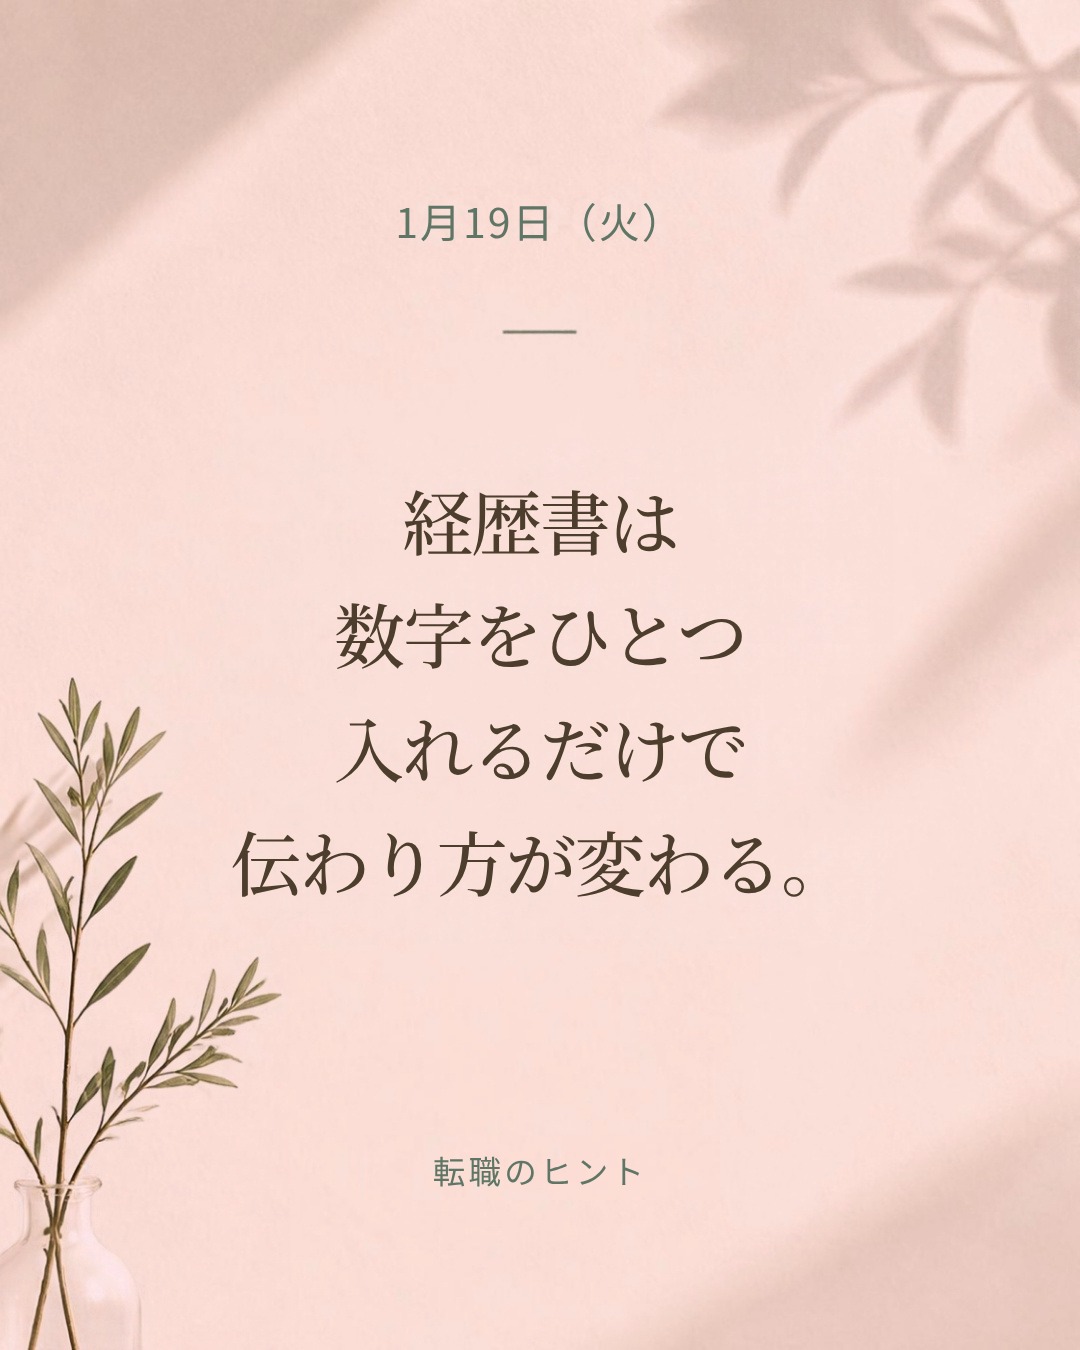 1月19日（火）
経歴書は
数字をひとつ
入れるだけで
伝わり方が変わる。
転職のヒント